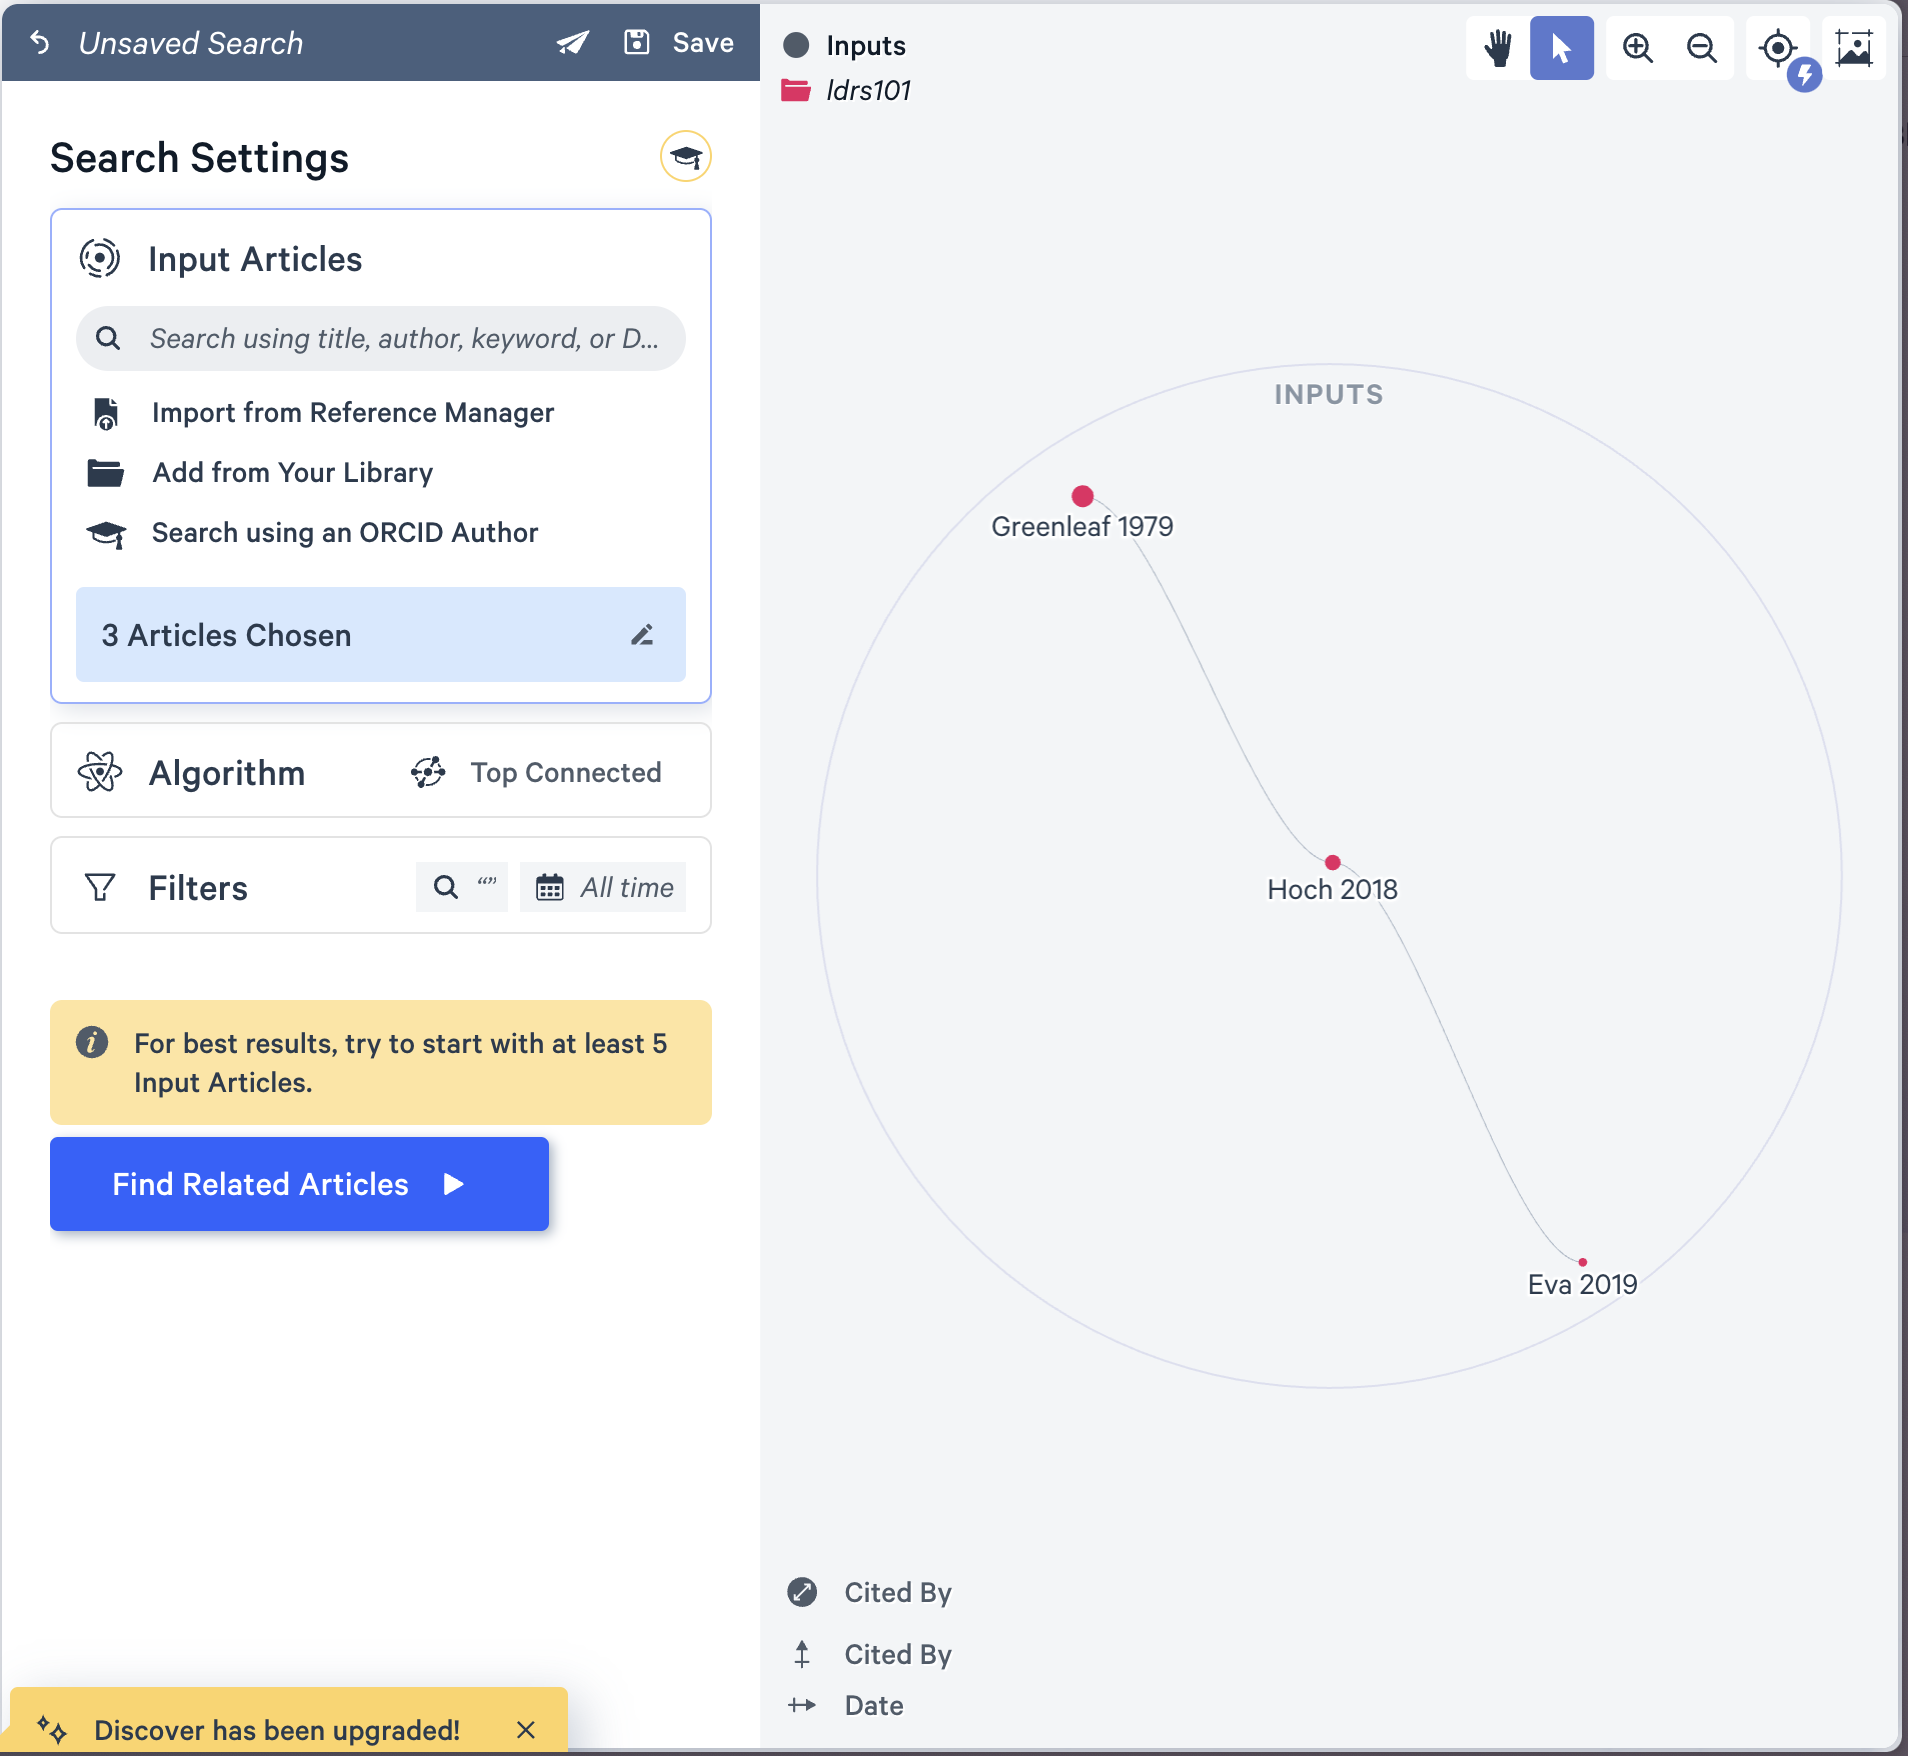 Unsaved Search
Save
Search Settings
Input Articles
Search using title, author, keyword, or D...
Import from Reference Manager
Add from Your Library
Search using an ORCID Author
3 Articles Chosen
Algorithm
Top Connected
Filters
“”
All time
For best results, try to start with at least 5
Input Articles.
Find Related Articles
Discover has been upgraded!
Inputs
ldrs101
INPUTS
Greenleaf 1979
Hoch 2018
Eva 2019
Cited By
Cited By
Date